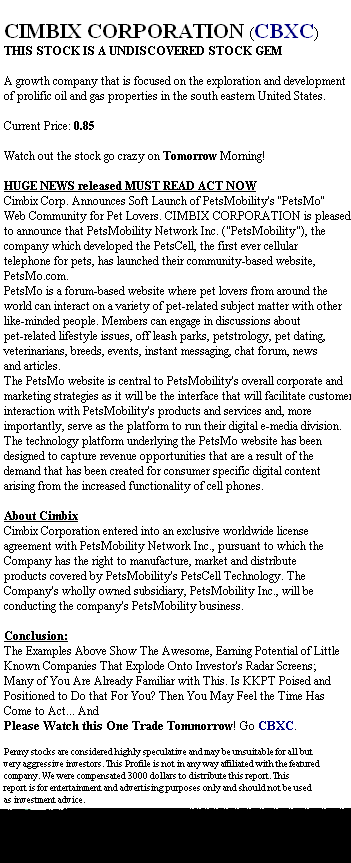 CIMBIX CORPORATION (CBXC)
THIS STOCK IS A UNDISCOVERED STOCK GEM
A growth company that is focused on the exploration and development
of prolific oil and gas properties in the south eastern United States.
Current Price: 0.85
Watch out the stock go crazy on Tomorrow Morning!
HUGE NEWS released MUST READ ACT NOW
Cimbix Corp. Announces Soft Launch of PetsMobility's "PetsMo"
Web Community for Pet Lovers. CIMBIX CORPORATION is pleased
to announce that PetsMobility Network Inc. ("PetsMobility"), the
company which developed the PetsCell, the first ever cellular
telephone for pets, has launched their community-based website,
PetsMo.com.
PetsMo is a forum-based website where pet lovers from around the
world can interact on a variety of pet-related subject matter with other
like-minded people. Members can engage in discussions about
pet-related lifestyle issues, off leash parks, petstrology, pet dating,
veterinarians, breeds, events, instant messaging, chat forum, news
and articles.
The PetsMo website is central to PetsMobility's overall corporate and
marketing strategies as it will be the interface that will facilitate customer
interaction with PetsMobility's products and services and, more
importantly, serve as the platform to run their digital e-media division.
The technology platform underlying the PetsMo website has been
designed to capture revenue opportunities that are a result of the
demand that has been created for consumer specific digital content
arising from the increased functionality of cell phones.
About Cimbix
Cimbix Corporation entered into an exclusive worldwide license
agreement with PetsMobility Network Inc., pursuant to which the
Company has the right to manufacture, market and distribute
products covered by PetsMobility's PetsCell Technology. The
Company's wholly owned subsidiary, PetsMobility Inc., will be
conducting the company's PetsMobility business.
Conclusion:
The Examples Above Show The Awesome, Earning Potential of Little
Known Companies That Explode Onto Investor's Radar Screens;
Many of You Are Already Familiar with This. Is KKPT Poised and
Positioned to Do that For You? Then You May Feel the Time Has
Come to Act... And
Please Watch this One Trade Tommorrow! Go CBXC.
Penny stocks are considered highly speculative and may be unsuitable for all but
very aggressive investors. This Profile is not in any way affiliated with the featured
company. We were compensated 3000 dollars to distribute this report. This
report is for entertainment and advertising purposes only and should not be used
as investment advice.